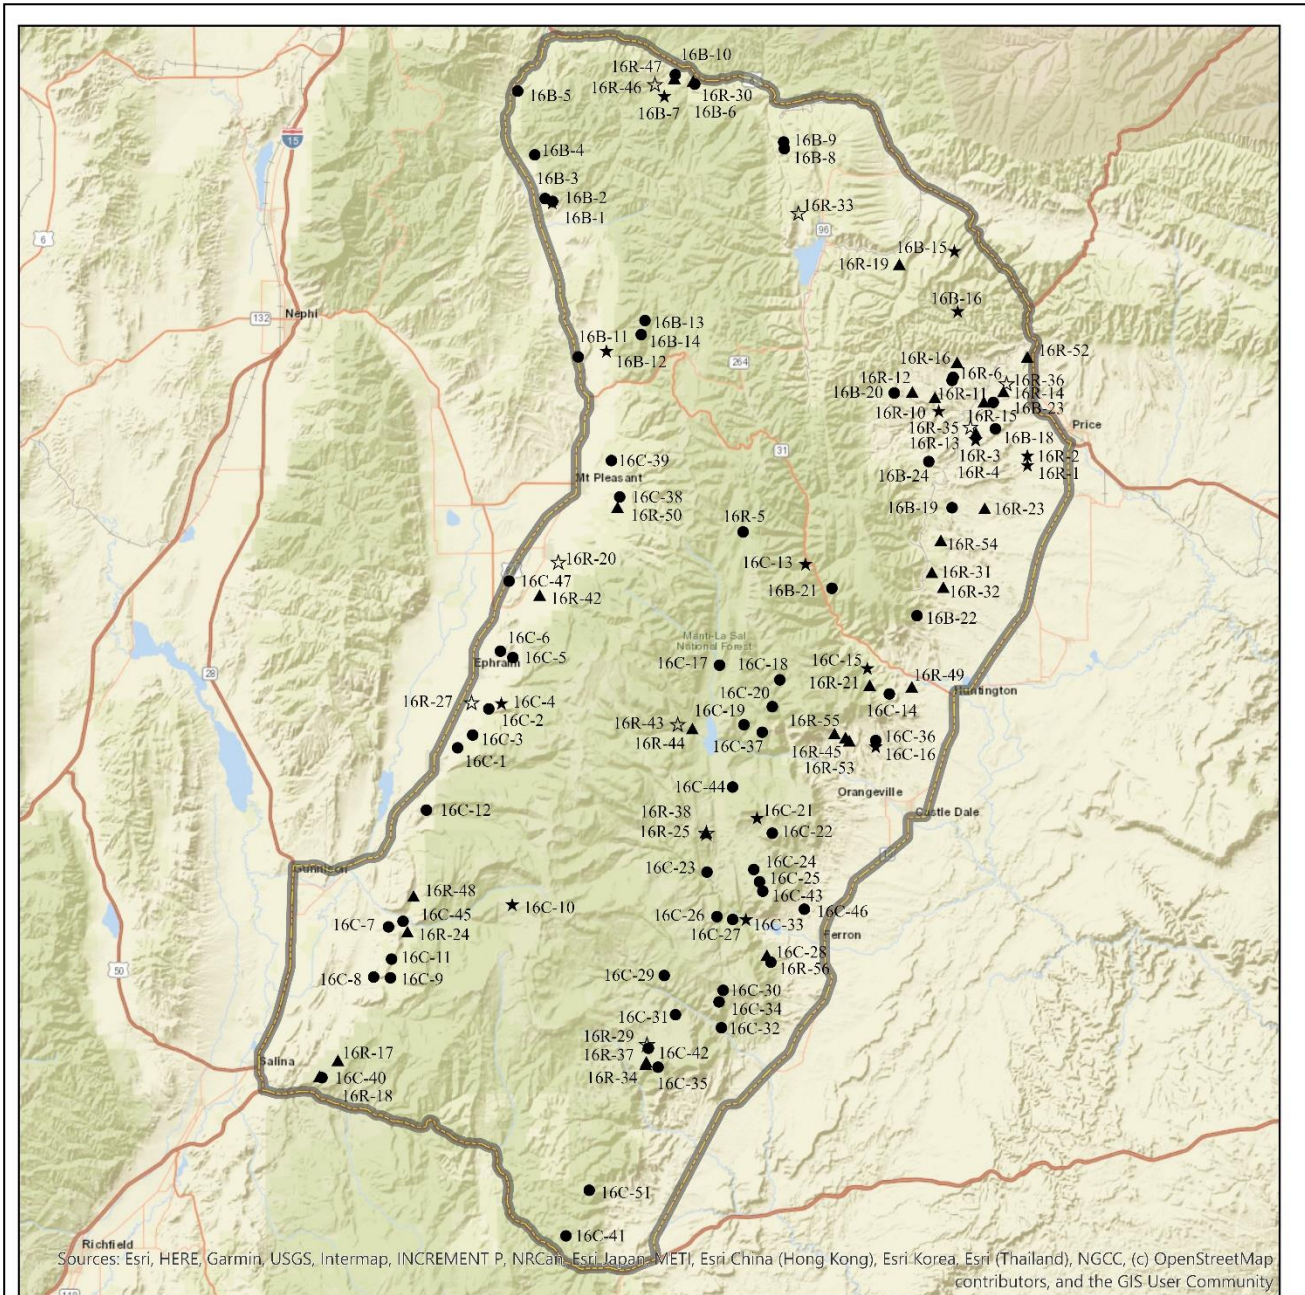 16B-10
16R-47
16R-46
16R-30
16B-5
16B-7
16B-6
15
16B-9
16B-4
16B-8
16B-3
16B-2
16B-1
16R-33
6
96
16B-15
16R-19
16B-16
Nephi
132
16B-13
16B-11
16B-14
16B-12
264
16R-52
16R-16
16R-6
16R-12
16R-36
16B-20
16R-11
16R-14
16R-10
16B-23
16R-15
Price
16R-35
16B-18
16R-13
31
16R-3
16R-2
16C-39
16B-24
16R-4
16R-1
Mt Pleasant
16C-38
16R-50
16B-19
16R-23
16R-5
16R-54
16R-20
16C-13
16R-31
16C-47
16B-21
16R-32
16R-42
16B-22
Manti-La Sal
National Forest
16C-6
16C-5
Ephraim
16C-17
16C-18
16C-15
28
16R-21
16R-49
Huntington
16C-20
16C-14
16R-27
16C-4
16C-2
16C-19
16R-43
16R-55
16C-3
16R-44
16C-37
16C-36
16R-45
16C-16
16C-1
16R-53
16C-44
Orangeville
16C-12
16R-38
16C-21
Castle Dale
16R-25
16C-22
Gunnison
16C-23
16C-24
16C-25
16R-48
16C-43
16C-10
16C-46
16C-45
16C-26
16C-33
16C-7
16C-27
16R-24
Ferron
16C-28
16C-11
16R-56
50
16C-8
16C-9
16C-29
16C-30
16C-34
16C-31
16C-32
16R-29
16R-17
16C-42
Salina
16R-37
16C-40
16R-34
16C-35
16R-18
16C-51
16C-41
Richfield
Sources: Esri, HERE, Garmin, USGS, Intermap, INCREMENT P, NRCan, Esri Japan, METI, Esri China (Hong Kong), Esri Korea, Esri (Thailand), NGCC, (c) OpenStreetMap
contributors, and the GIS User Community